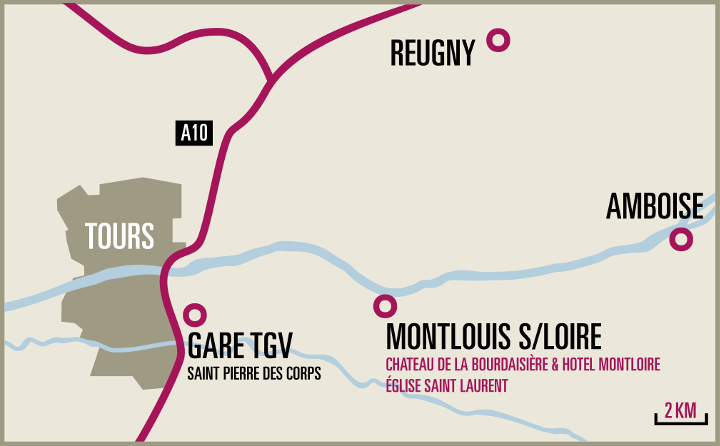 REUGNY
A10
AMBOISE
TOURS
GARE TGV
SAINT PIERRE DES CORPS
MONTLOUIS S/LOIRE
CHATEAU DE LA BOURDAISIÈRE & HOTEL MONTLOIRE
ÉGLISE SAINT LAURENT
2 KM